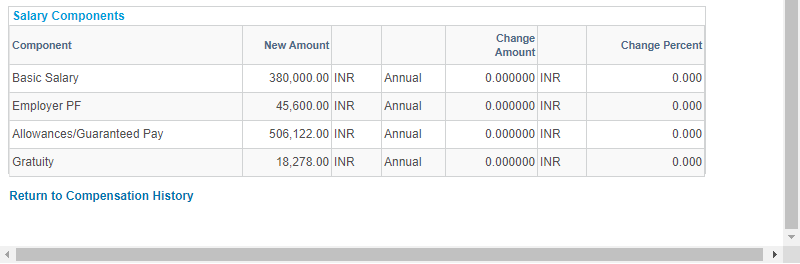 Salary Components
Component New Amount Change Amount Change Percent
Basic Salary 380,000.00 INR Annual 0.000000 INR 0.000
Employer PF 45,600.00 INR Annual 0.000000 INR 0.000
Allowances/Guaranteed Pay 506,122.00 INR Annual 0.000000 INR 0.000
Gratuity 18,278.00 INR Annual 0.000000 INR 0.000
Return to Compensation History